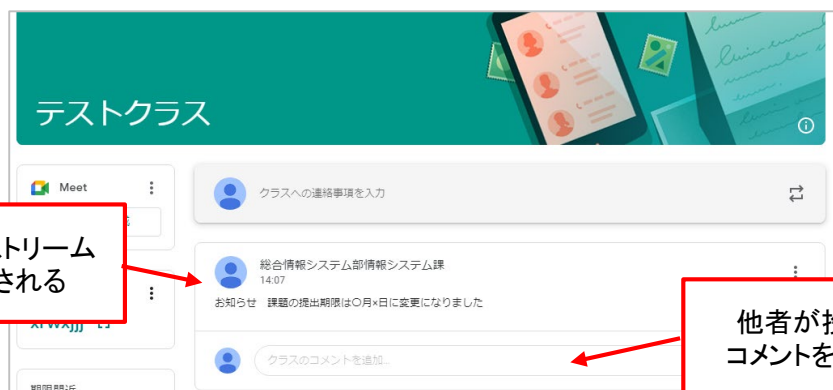 テストクラス
Meet
クラスへの連絡事項を入力
トリーム
される
総合情報システム部情報システム課
14:07
お知らせ 課題の提出期限は○月×日に変更になりました
他者が
コメントを
クラスのコメントを追加...
期限間近